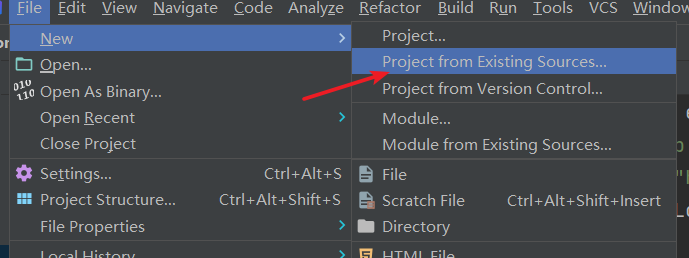 File Edit View Navigate Code Analyze Refactor Build Run Tools VCS Window
New
Open...
Open As Binary...
Open Recent
Close Project
Settings... Ctrl+Alt+S
Project Structure... Ctrl+Alt+Shift+S
File Properties
Local History
Project...
Project from Existing Sources...
Project from Version Control...
Module...
Module from Existing Sources...
File
Scratch File Ctrl+Alt+Shift+Insert
Directory
HTML File